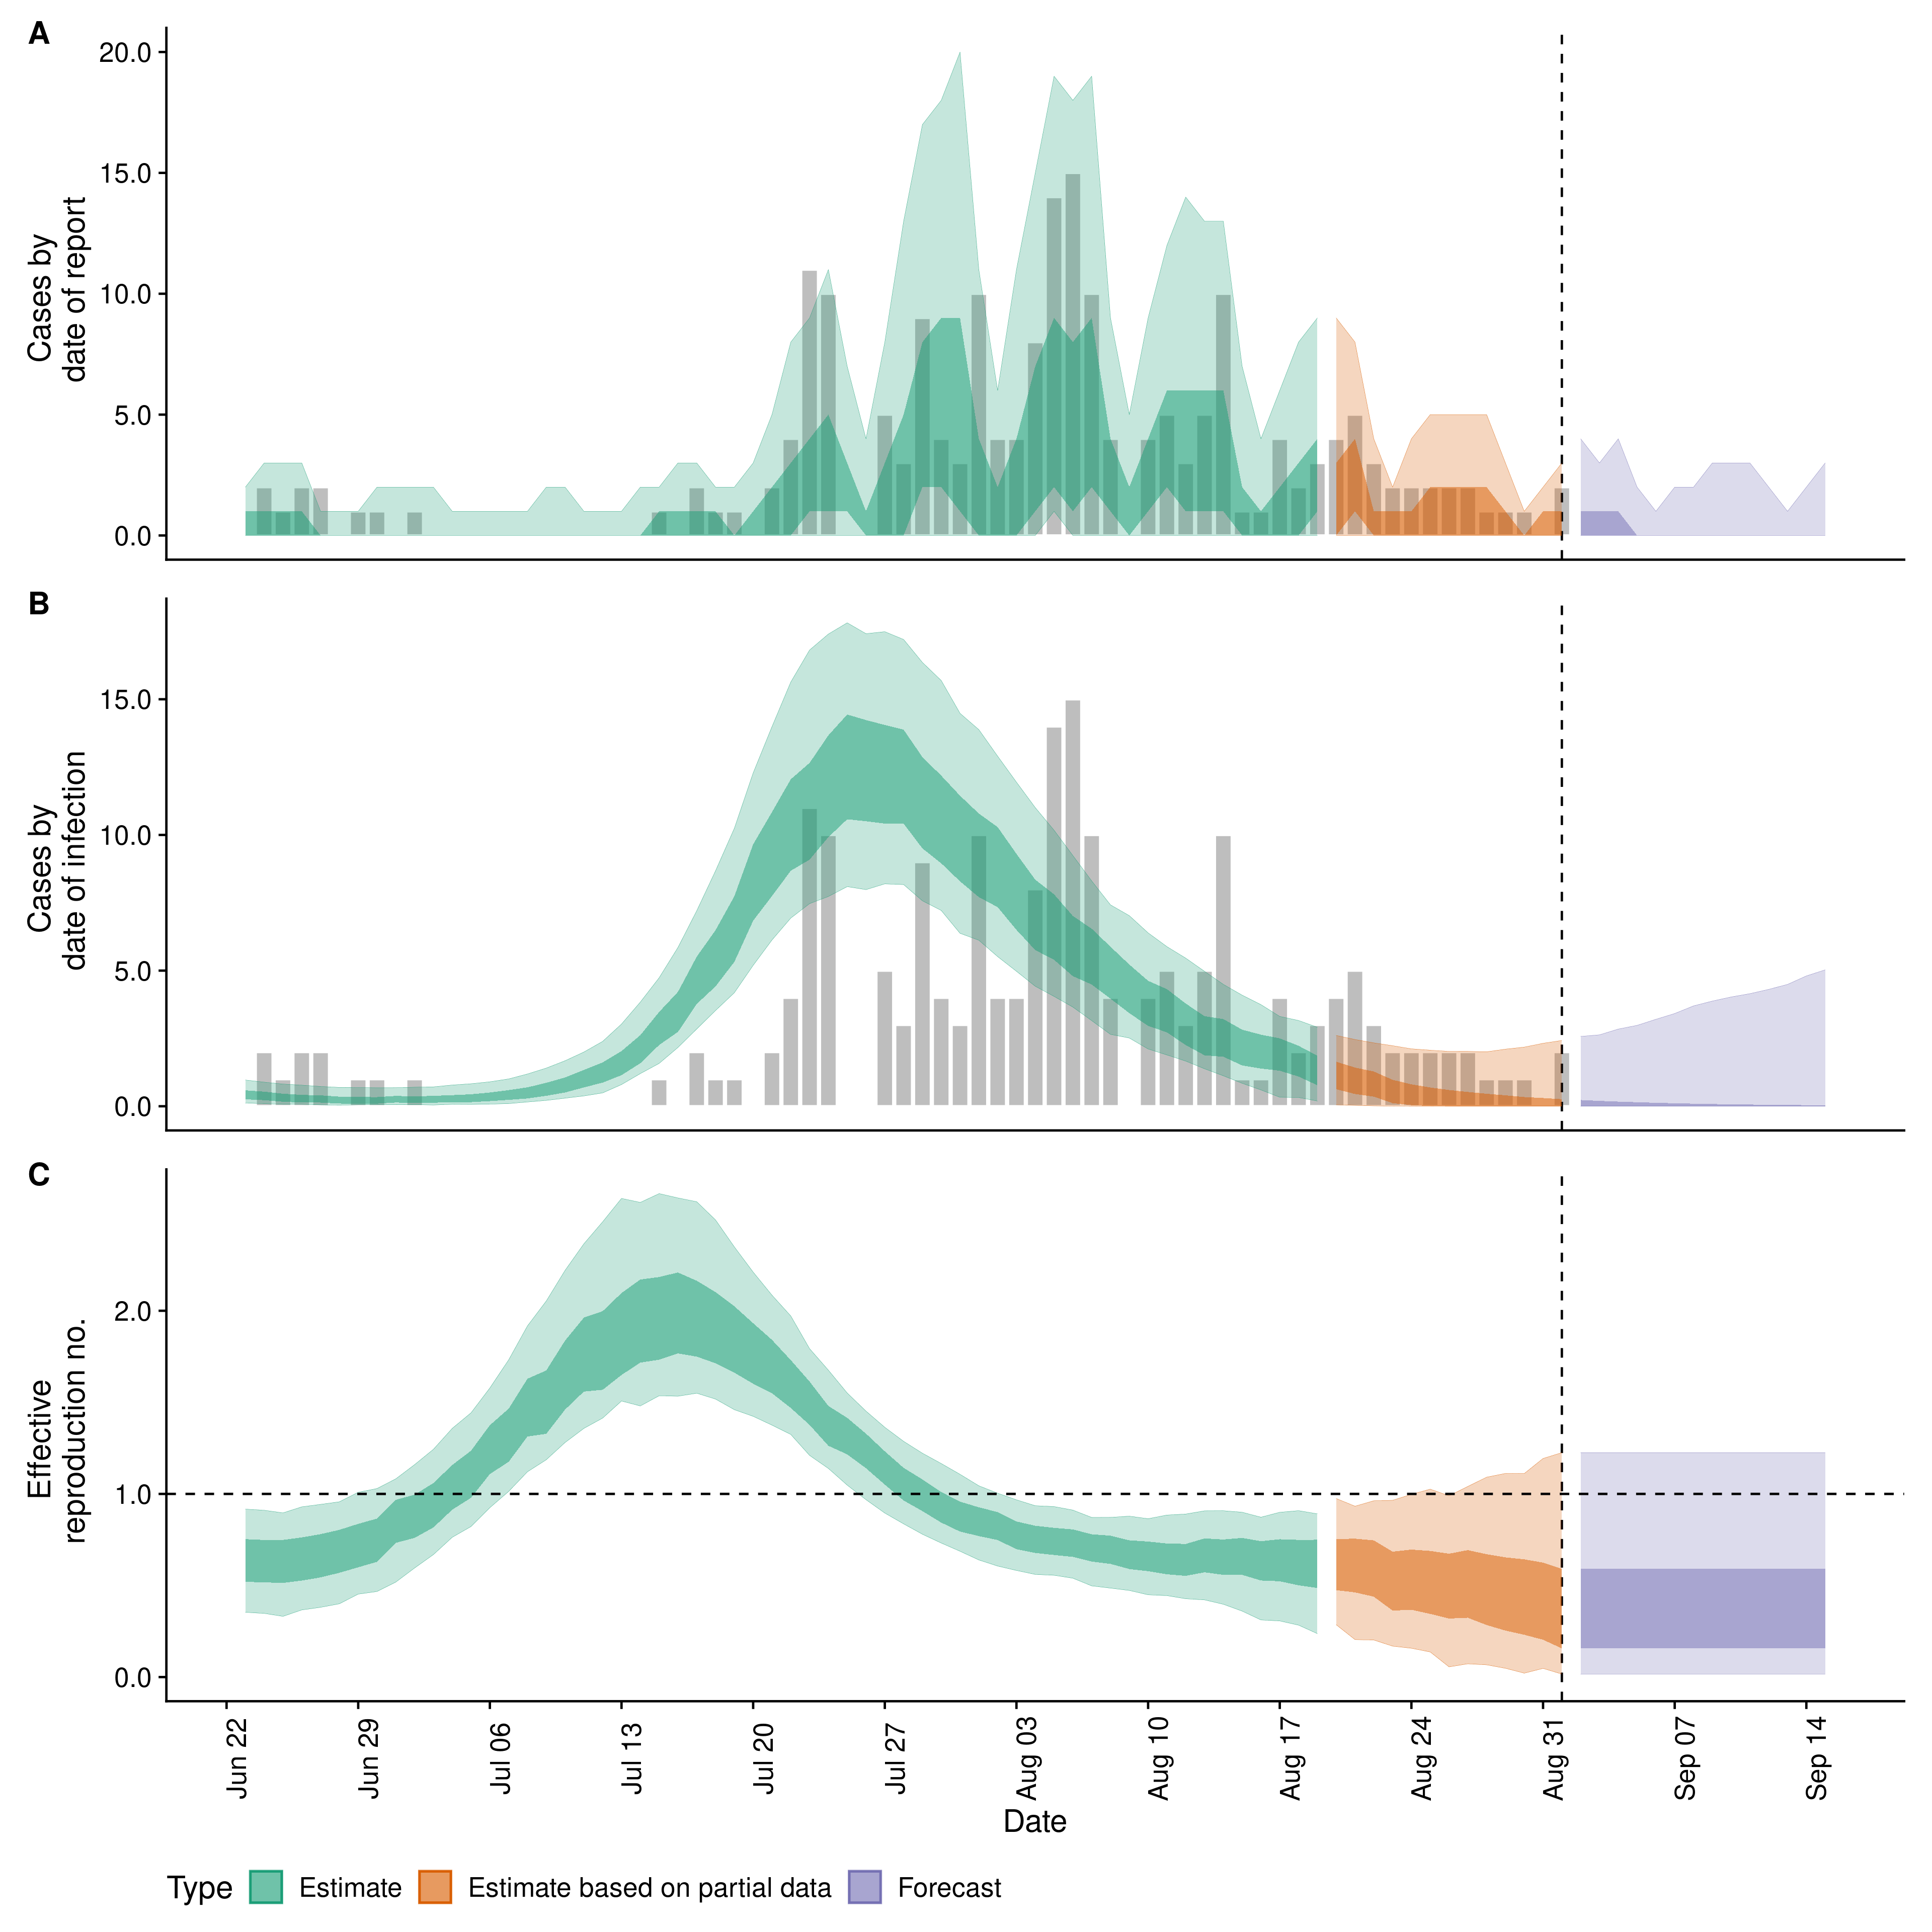 A
20.0
15.0
10.0
5.0
0.0
Cases by
date of report
B
15.0
10.0
5.0
0.0
Cases by
date of infection
C
2.0
1.0
0.0
Effective
reproduction no.
Jun 22
Jun 29
Jul 06
Jul 13
Jul 20
Jul 27
Aug 03
Aug 10
Aug 17
Aug 24
Aug 31
Sep 07
Sep 14
Date
Type Estimate Estimate based on partial data Forecast